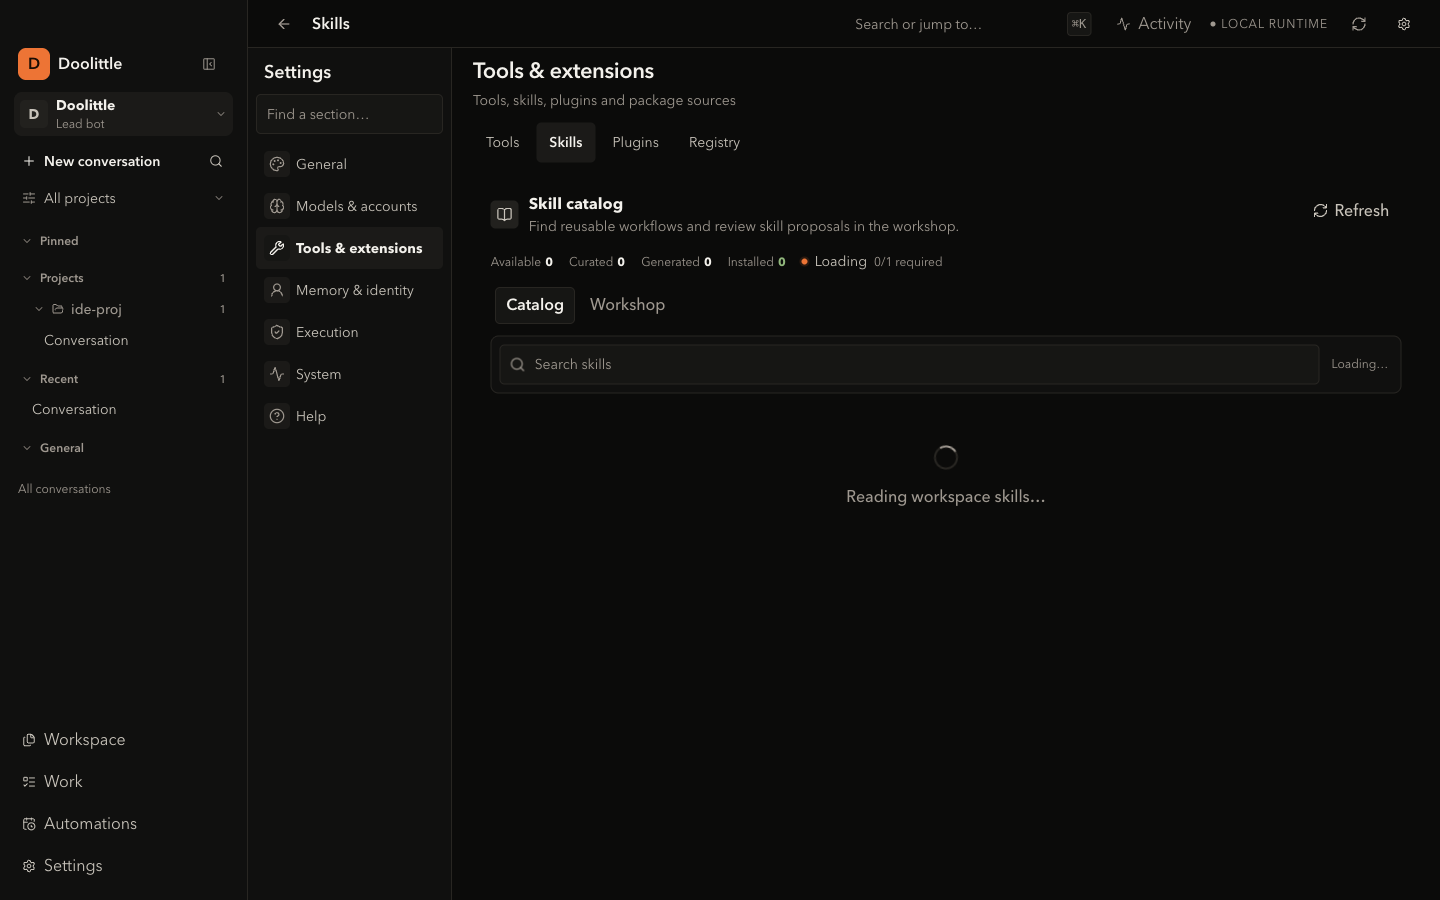 D Doolittle
D Doolittle
Lead bot
New conversation
All projects
Pinned
Projects 1
ide-proj 1
Conversation
Recent 1
Conversation
General
All conversations
Workspace
Work
Automations
Settings
Skills
Search or jump to…
⌘K
Activity
LOCAL RUNTIME
Settings
Find a section…
General
Models & accounts
Tools & extensions
Memory & identity
Execution
System
Help
Tools & extensions
Tools, skills, plugins and package sources
Tools Skills Plugins Registry
Skill catalog
Find reusable workflows and review skill proposals in the workshop.
Refresh
Available 0 Curated 0 Generated 0 Installed 0 Loading 0/1 required
Catalog Workshop
Search skills Loading…
Reading workspace skills…